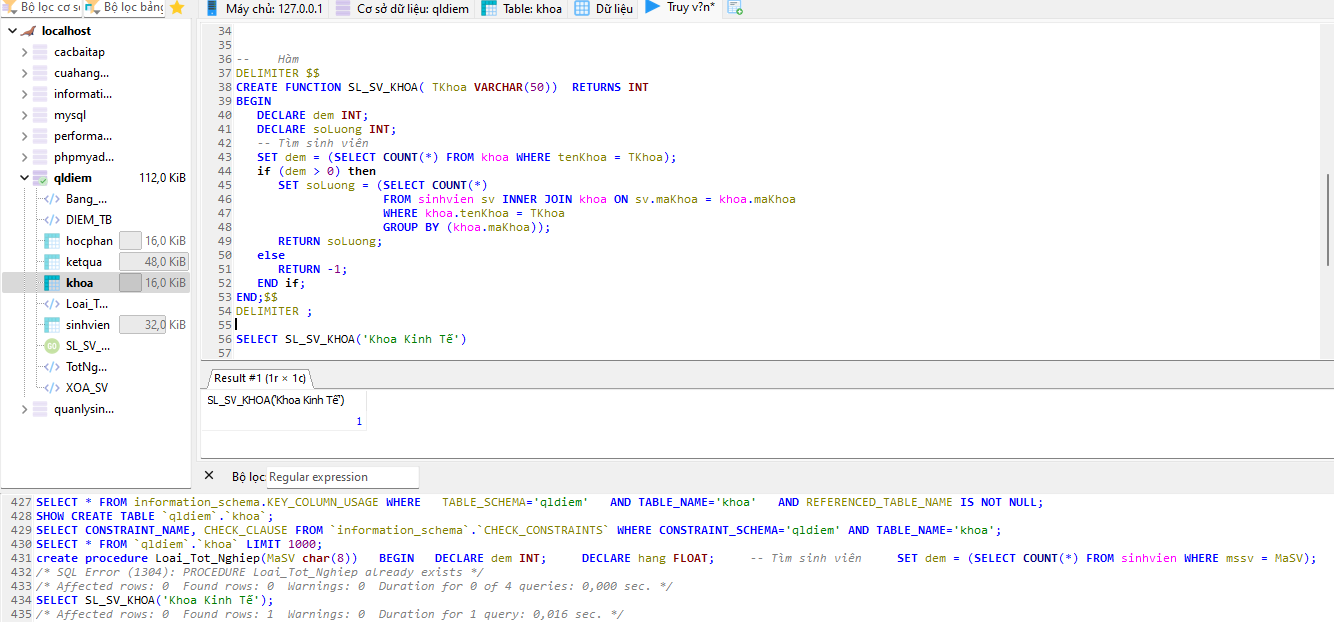 Bộ lọc cơ sở
Bộ lọc bảng
Máy chủ: 127.0.0.1
Cơ sở dữ liệu: qldiem
Table: khoa
Dữ liệu
Truy v?n*
localhost
cacbaitap
cuahang...
informati...
mysql
performa...
phpmyad...
qldiem 112,0 KiB
Bang_...
DIEM_TB
hocphan 16,0 KiB
ketqua 48,0 KiB
khoa 16,0 KiB
Loai_T...
sinhvien 32,0 KiB
SL_SV_...
TotNg...
XOA_SV
quanlysin...
34
35
36 -- Hàm
37 DELIMITER $$
38 CREATE FUNCTION SL_SV_KHOA( TKhoa VARCHAR(50)) RETURNS INT
39 BEGIN
40 DECLARE dem INT;
41 DECLARE soLuong INT;
42 -- Tìm sinh viên
43 SET dem = (SELECT COUNT(*) FROM khoa WHERE tenKhoa = TKhoa);
44 if (dem > 0) then
45 SET soLuong = (SELECT COUNT(*)
46 FROM sinhvien sv INNER JOIN khoa ON sv.maKhoa = khoa.maKhoa
47 WHERE khoa.tenKhoa = TKhoa
48 GROUP BY (khoa.maKhoa));
49 RETURN soLuong;
50 else
51 RETURN -1;
52 END if;
53 END;$$
54 DELIMITER ;
55
56 SELECT SL_SV_KHOA('Khoa Kinh Tế')
57
Result #1 (1r × 1c)
SL_SV_KHOA('Khoa Kinh Tế')
1
Bộ lọc: Regular expression
427 SELECT * FROM information_schema.KEY_COLUMN_USAGE WHERE TABLE_SCHEMA='qldiem' AND TABLE_NAME='khoa' AND REFERENCED_TABLE_NAME IS NOT NULL;
428 SHOW CREATE TABLE `qldiem`.`khoa`;
429 SELECT CONSTRAINT_NAME, CHECK_CLAUSE FROM `information_schema`.`CHECK_CONSTRAINTS` WHERE CONSTRAINT_SCHEMA='qldiem' AND TABLE_NAME='khoa';
430 SELECT * FROM `qldiem`.`khoa` LIMIT 1000;
431 create procedure Loai_Tot_Nghiep(MaSV char(8)) BEGIN DECLARE dem INT; DECLARE hang FLOAT; -- Tìm sinh viên SET dem = (SELECT COUNT(*) FROM sinhvien WHERE mssv = MaSV);
432 /* SQL Error (1304): PROCEDURE Loai_Tot_Nghiep already exists */
433 /* Affected rows: 0 Found rows: 0 Warnings: 0 Duration for 0 of 4 queries: 0,000 sec. */
434 SELECT SL_SV_KHOA('Khoa Kinh Tế');
435 /* Affected rows: 0 Found rows: 1 Warnings: 0 Duration for 1 query: 0,016 sec. */